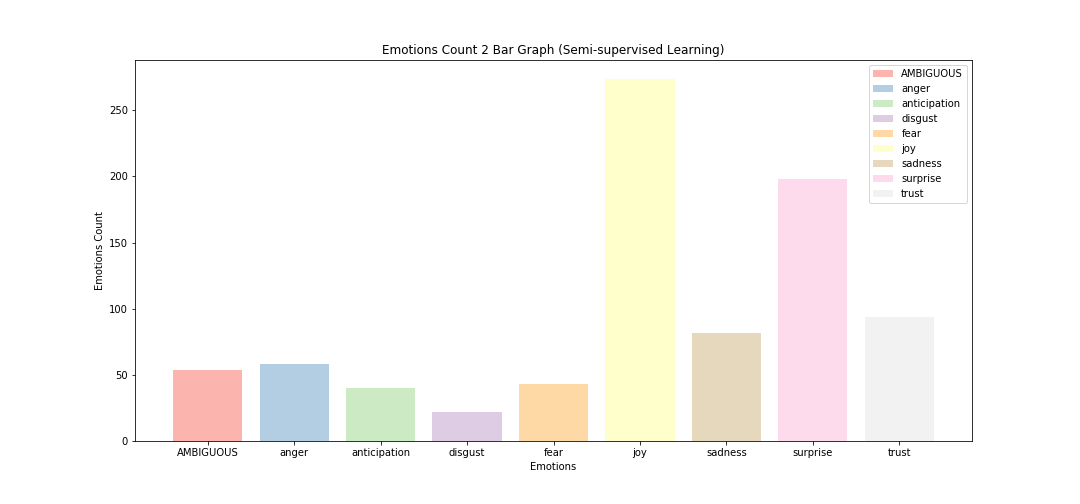 Emotions Count 2 Bar Graph (Semi-supervised Learning)
AMBIGUOUS
anger
anticipation
disgust
fear
joy
sadness
surprise
trust
250
200
150
100
50
0
Emotions Count
AMBIGUOUS anger anticipation disgust fear joy sadness surprise trust
Emotions